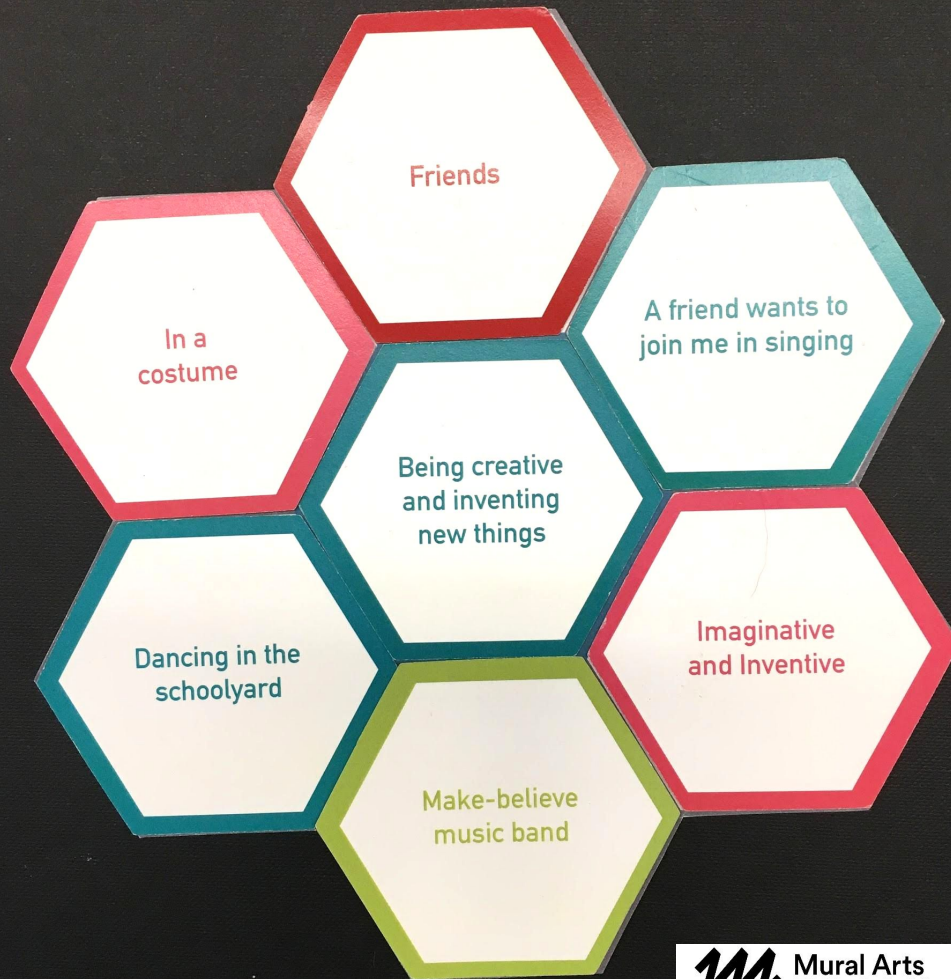 Friends
A friend wants to
join me in singing
In a
costume
Being creative
and inventing
new things
Imaginative
and Inventive
Dancing in the
schoolyard
Make-believe
music band
Mural Arts